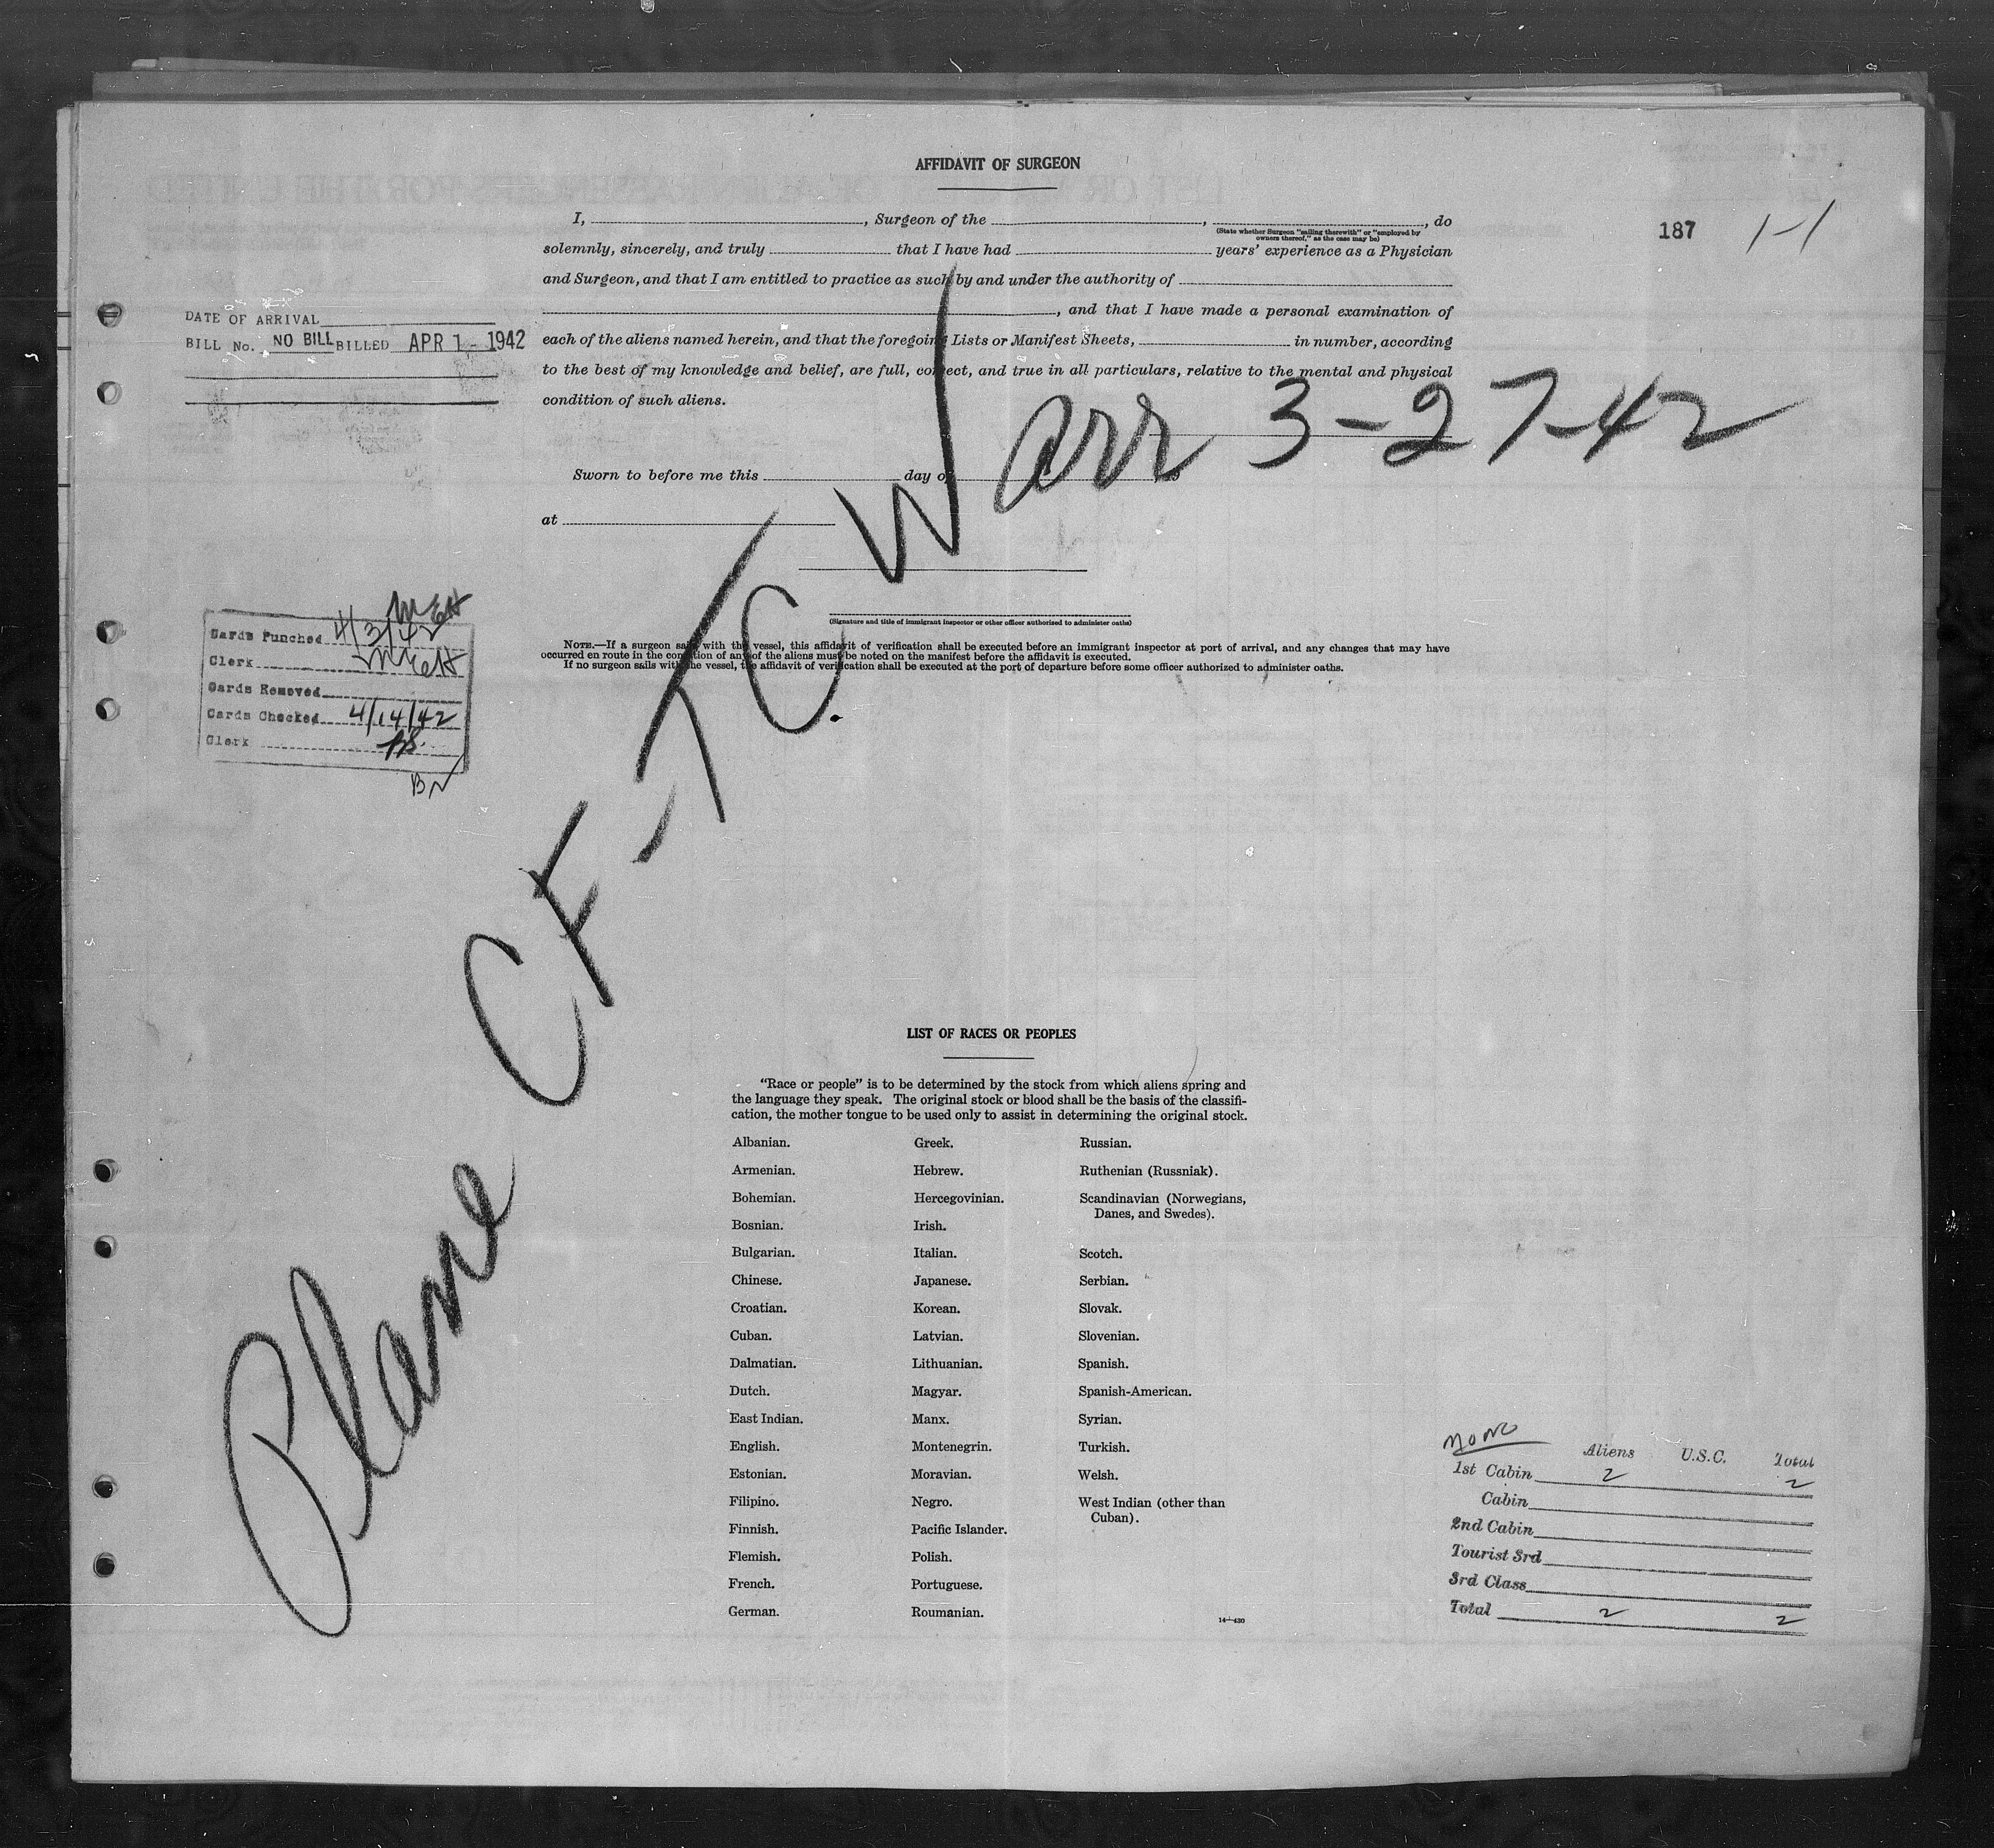 AFFIDAVIT OF SURGEON
I, , Surgeon of the , , do
(State whether Surgeon "sailing therewith" or "employed by
owners thereof," as the case may be)
187 1-1
solemnly, sincerely, and truly that I have had years' experience as a Physician
and Surgeon, and that I am entitled to practice as such by and under the authority of
, and that I have made a personal examination of
each of the aliens named herein, and that the foregoing Lists or Manifest Sheets, in number, according
to the best of my knowledge and belief, are full, correct, and true in all particulars, relative to the mental and physical
condition of such aliens.
DATE OF ARRIVAL
BILL No. NO BILL BILLED APR 1 - 1942
Arr 3-27-42
Sworn to before me this day of
at
(Signature and title of immigrant inspector or other officer authorized to administer oaths)
NOTE.—If a surgeon sails with the vessel, this affidavit of verification shall be executed before an immigrant inspector at port of arrival, and any changes that may have
occurred en route in the condition of any of the aliens must be noted on the manifest before the affidavit is executed.
If no surgeon sails with the vessel, the affidavit of verification shall be executed at the port of departure before some officer authorized to administer oaths.
Cards Punched 4/3/42
Clerk MEH
Cards Removed
Cards Checked 4/14/42
Clerk
Plane CF-TC
LIST OF RACES OR PEOPLES
"Race or people" is to be determined by the stock from which aliens spring and
the language they speak. The original stock or blood shall be the basis of the classifi-
cation, the mother tongue to be used only to assist in determining the original stock.
Albanian.
Armenian.
Bohemian.
Bosnian.
Bulgarian.
Chinese.
Croatian.
Cuban.
Dalmatian.
Dutch.
East Indian.
English.
Estonian.
Filipino.
Finnish.
Flemish.
French.
German.
Greek.
Hebrew.
Hercegovinian.
Irish.
Italian.
Japanese.
Korean.
Latvian.
Lithuanian.
Magyar.
Manx.
Montenegrin.
Moravian.
Negro.
Pacific Islander.
Polish.
Portuguese.
Roumanian.
Russian.
Ruthenian (Russniak).
Scandinavian (Norwegians,
Danes, and Swedes).
Scotch.
Serbian.
Slovak.
Slovenian.
Spanish.
Spanish-American.
Syrian.
Turkish.
Welsh.
West Indian (other than
Cuban).
14—430
Aliens U.S.C. Total
1st Cabin 2 2
Cabin
2nd Cabin
Tourist 3rd
3rd Class
Total 2 2